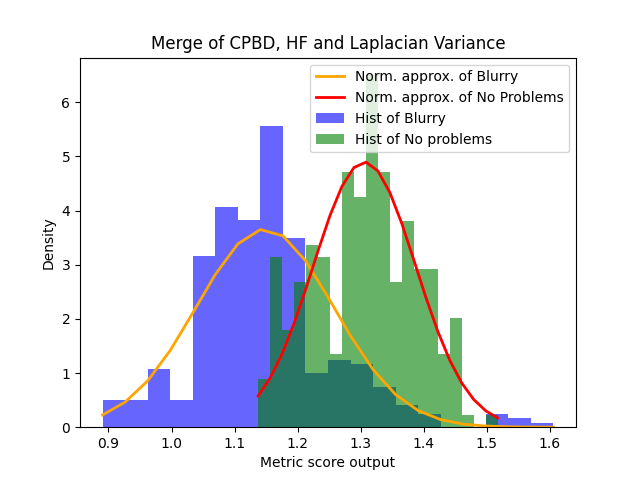 Merge of CPBD, HF and Laplacian Variance
Norm. approx. of Blurry
Norm. approx. of No Problems
Hist of Blurry
Hist of No problems
Density
6
5
4
3
2
1
0
0.9 1.0 1.1 1.2 1.3 1.4 1.5 1.6
Metric score output